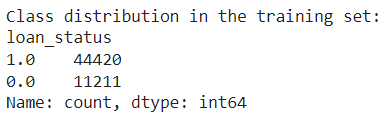 Class distribution in the training set:
loan_status
1.0    44420
0.0    11211
Name: count, dtype: int64